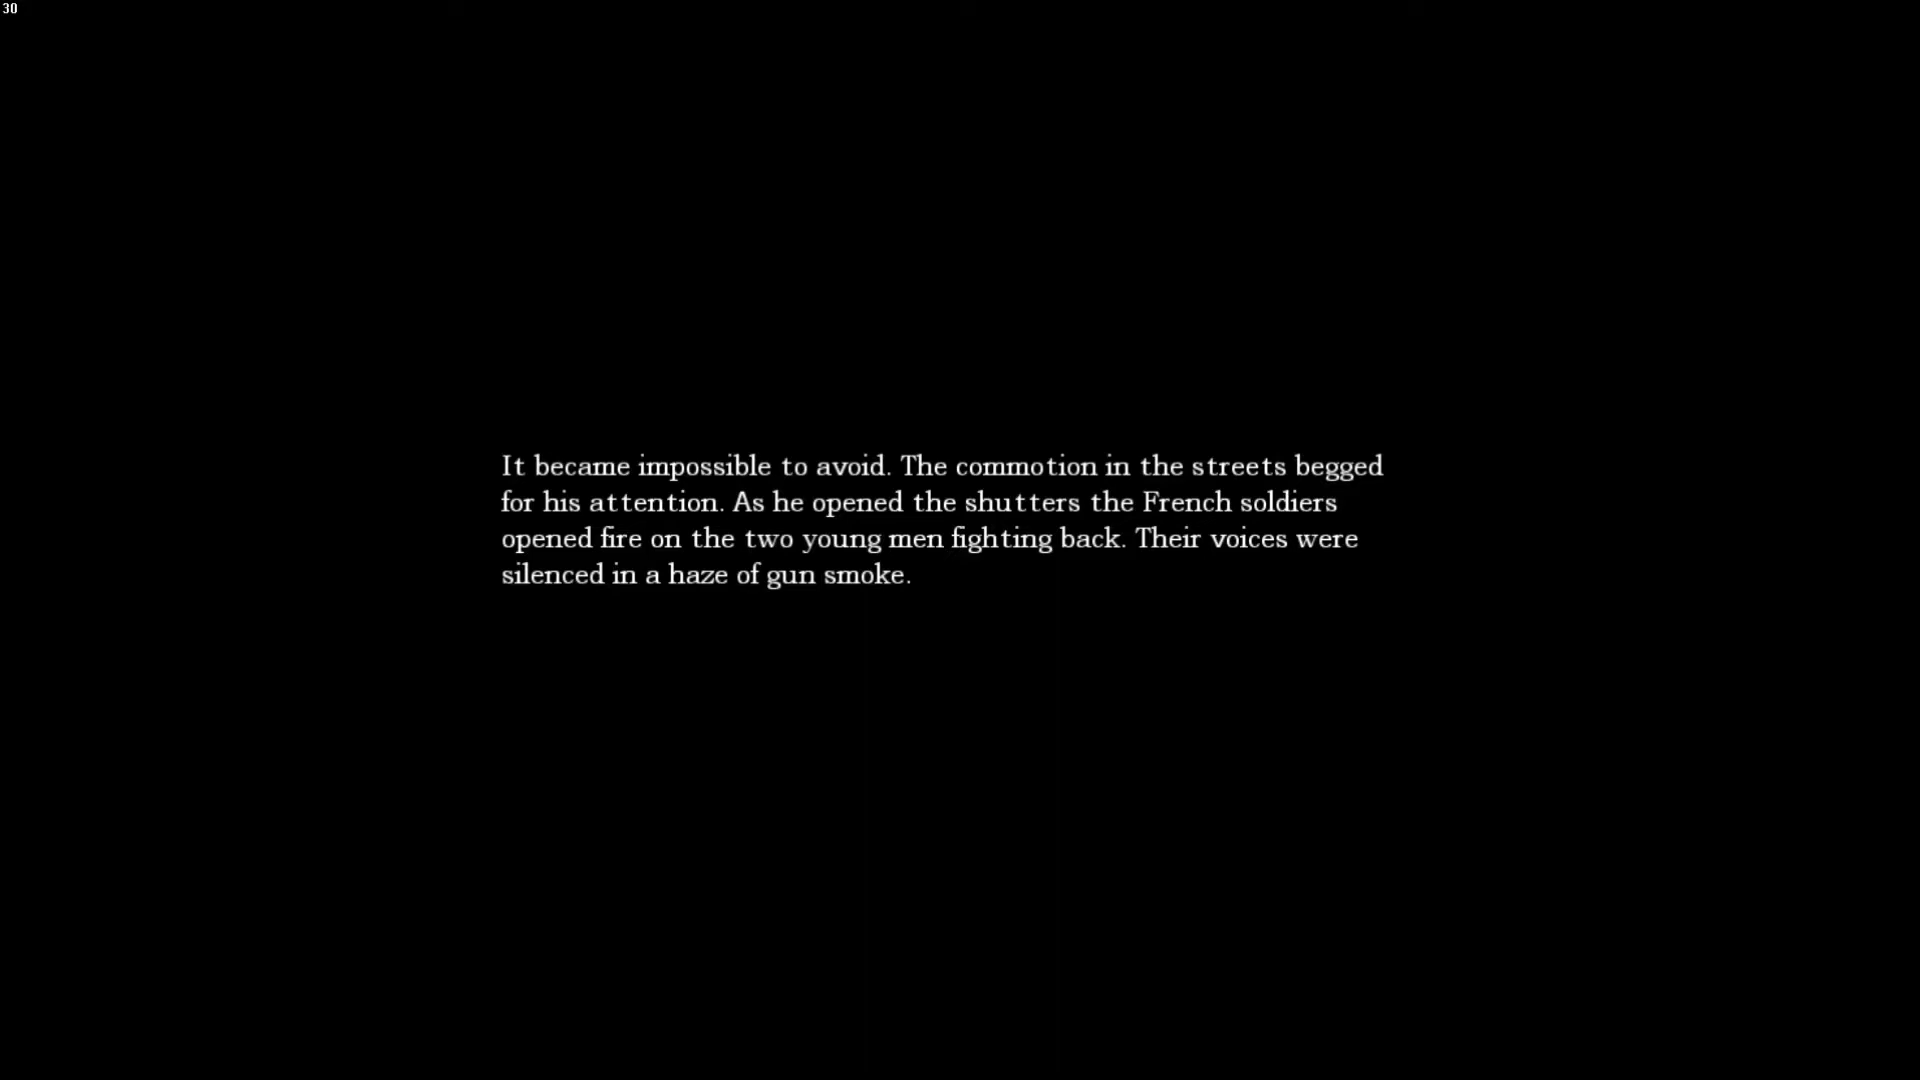 30
It became impossible to avoid. The commotion in the streets begged
for his attention. As he opened the shutters the French soldiers
opened fire on the two young men fighting back. Their voices were
silenced in a haze of gun smoke.